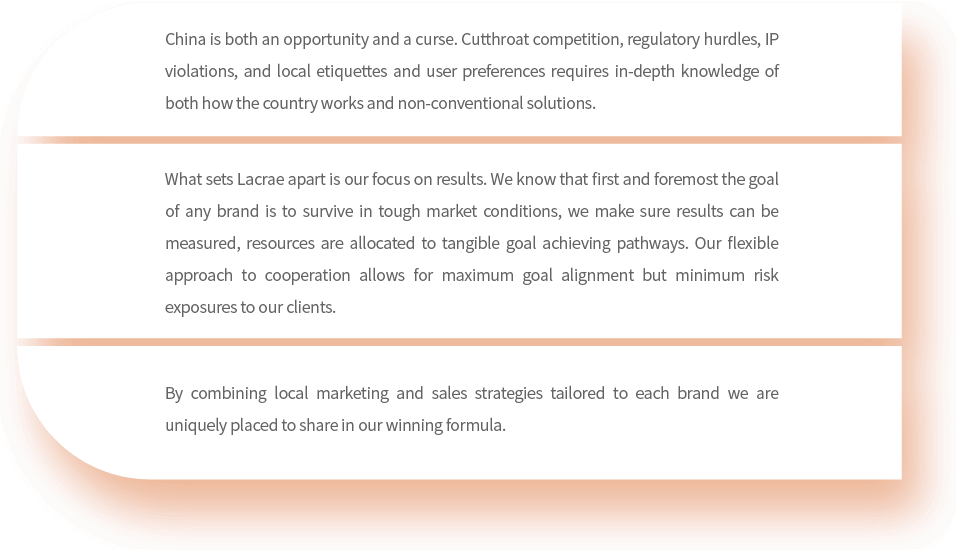 China is both an opportunity and a curse. Cutthroat competition, regulatory hurdles, IP
violations, and local etiquettes and user preferences requires in-depth knowledge of
both how the country works and non-conventional solutions.
What sets Lacrae apart is our focus on results. We know that first and foremost the goal
of any brand is to survive in tough market conditions, we make sure results can be
measured, resources are allocated to tangible goal achieving pathways. Our flexible
approach to cooperation allows for maximum goal alignment but minimum risk
exposures to our clients.
By combining local marketing and sales strategies tailored to each brand we are
uniquely placed to share in our winning formula.